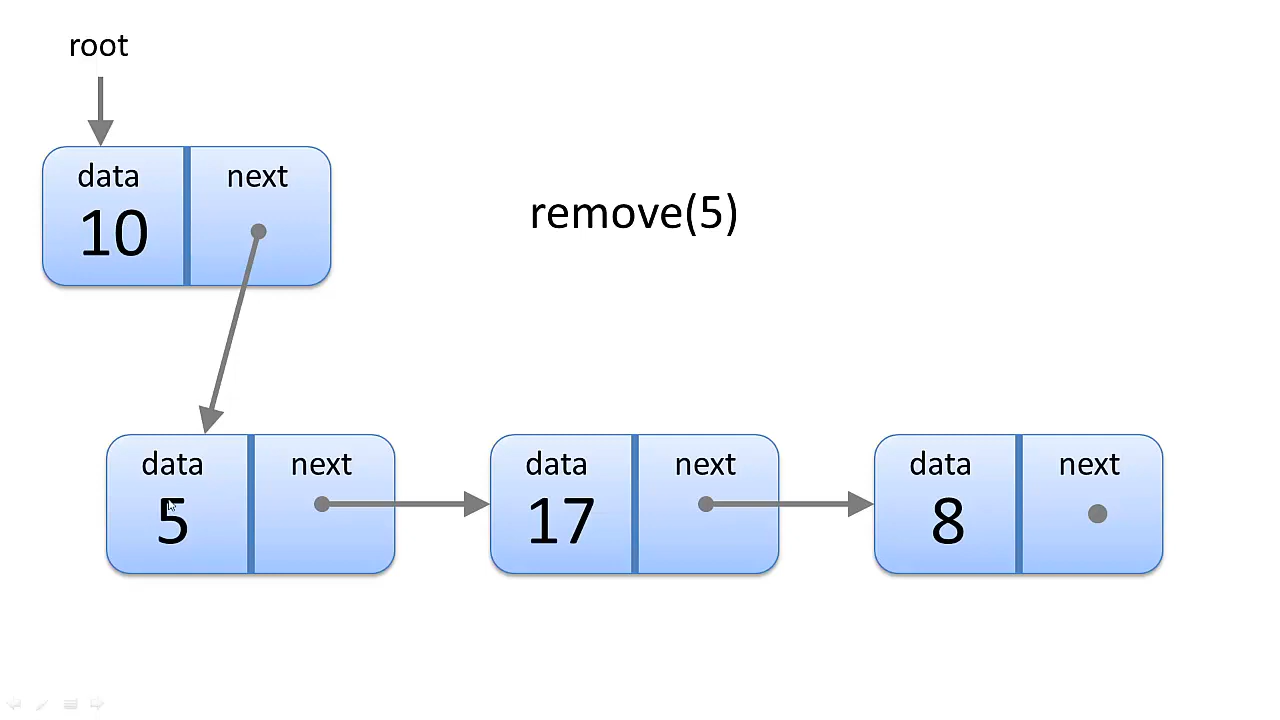 root
data next
10
remove(5)
data next data next data next
5 17 8